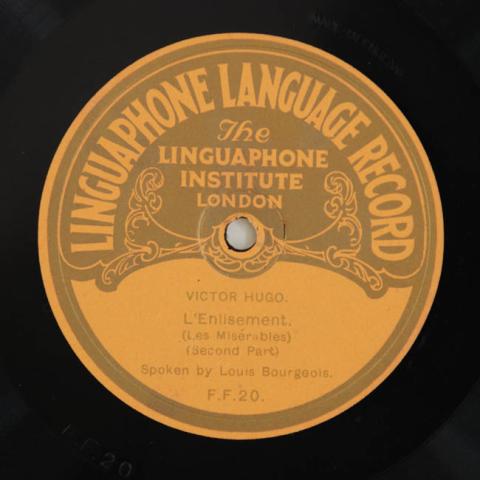 LINGUAPHONE LANGUAGE RECORD
The
LINGUAPHONE
INSTITUTE
LONDON
VICTOR HUGO.
L'Enlisement.
(Les Misérables)
(Second Part)
Spoken by Louis Bourgeois.
F.F.20.
F.F.20